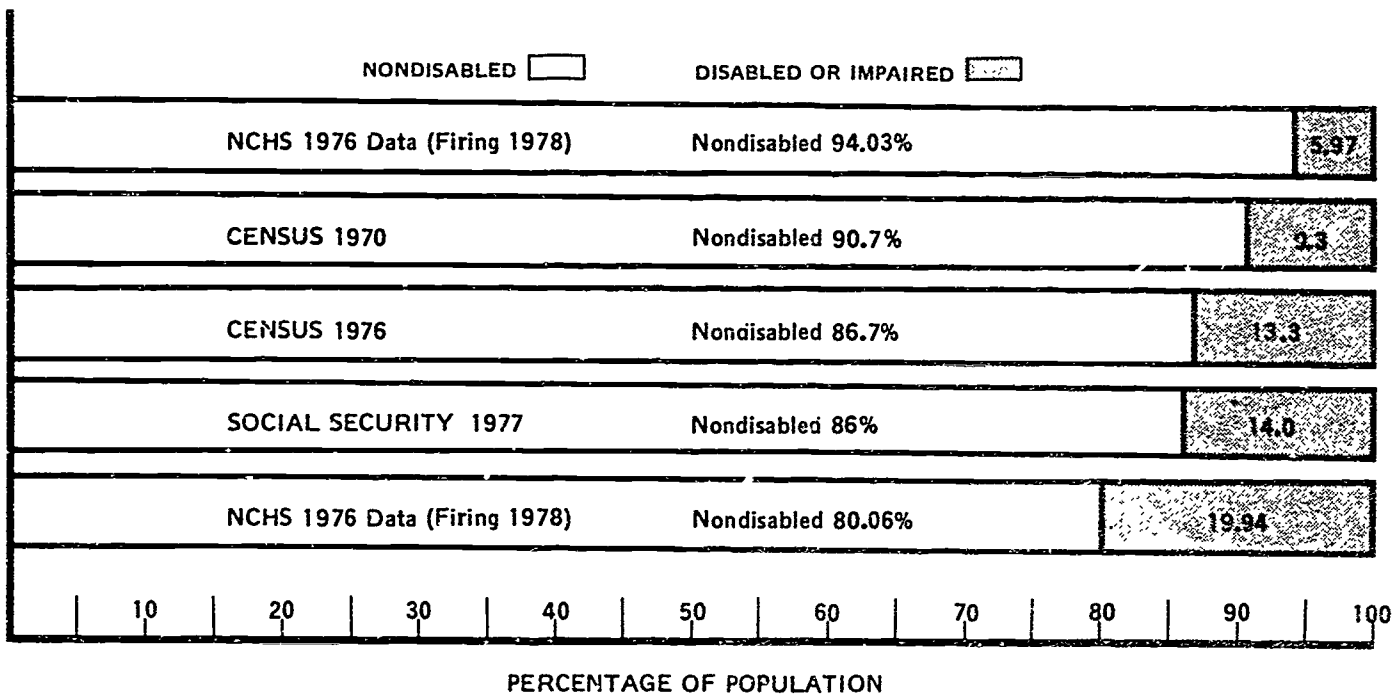 NONDISABLED DISABLED OR IMPAIRED
NCHS 1976 Data (Firing 1978) Nondisabled 94.03% 5.97
CENSUS 1970 Nondisabled 90.7% 9.3
CENSUS 1976 Nondisabled 86.7% 13.3
SOCIAL SECURITY 1977 Nondisabled 86% 14.0
NCHS 1976 Data (Firing 1978) Nondisabled 80.06% 19.94
10 20 30 40 50 60 70 80 90 100
PERCENTAGE OF POPULATION